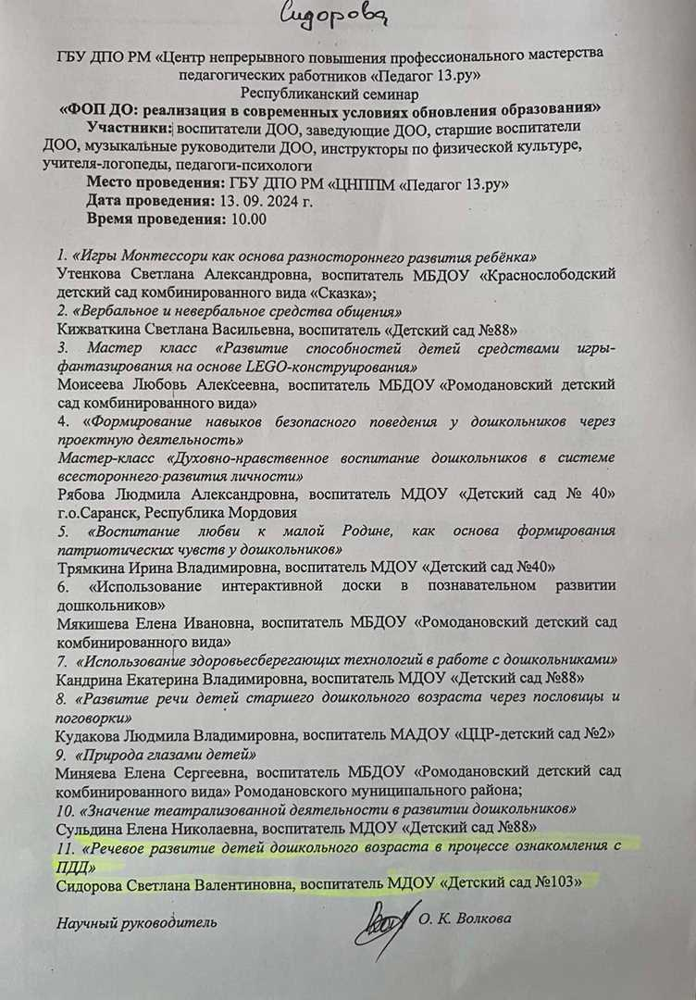 Сидорова
ГБУ ДПО РМ «Центр непрерывного повышения профессионального мастерства
педагогических работников «Педагог 13.ру»
Республиканский семинар
«ФОП ДО: реализация в современных условиях обновления образования»
Участники: воспитатели ДОО, заведующие ДОО, старшие воспитатели
ДОО, музыкальные руководители ДОО, инструкторы по физической культуре,
учителя-логопеды, педагоги-психологи
Место проведения: ГБУ ДПО РМ «ЦНППМ «Педагог 13.ру»
Дата проведения: 13. 09. 2024 г.
Время проведения: 10.00
1. «Игры Монтессори как основа разностороннего развития ребёнка»
Утенкова Светлана Александровна, воспитатель МБДОУ «Краснослободский
детский сад комбинированного вида «Сказка»;
2. «Вербальное и невербальное средства общения»
Кижваткина Светлана Васильевна, воспитатель «Детский сад №88»
3. Мастер класс «Развитие способностей детей средствами игры-
фантазирования на основе LEGO-конструирования»
Моисеева Любовь Алексеевна, воспитатель МБДОУ «Ромодановский детский
сад комбинированного вида»
4. «Формирование навыков безопасного поведения у дошкольников через
проектную деятельность»
Мастер-класс «Духовно-нравственное воспитание дошкольников в системе
всестороннего развития личности»
Рябова Людмила Александровна, воспитатель МДОУ «Детский сад № 40»
г.о.Саранск, Республика Мордовия
5. «Воспитание любви к малой Родине, как основа формирования
патриотических чувств у дошкольников»
Трямкина Ирина Владимировна, воспитатель МДОУ «Детский сад №40»
6. «Использование интерактивной доски в познавательном развитии
дошкольников»
Мякишева Елена Ивановна, воспитатель МБДОУ «Ромодановский детский сад
комбинированного вида»
7. «Использование здоровьесберегающих технологий в работе с дошкольниками»
Кандрина Екатерина Владимировна, воспитатель МДОУ «Детский сад №88»
8. «Развитие речи детей старшего дошкольного возраста через пословицы и
поговорки»
Кудакова Людмила Владимировна, воспитатель МАДОУ «ЦЦР-детский сад №2»
9. «Природа глазами детей»
Миняева Елена Сергеевна, воспитатель МБДОУ «Ромодановский детский сад
комбинированного вида» Ромодановского муниципального района;
10. «Значение театрализованной деятельности в развитии дошкольников»
Сульдина Елена Николаевна, воспитатель МДОУ «Детский сад №88»
11. «Речевое развитие детей дошкольного возраста в процессе ознакомления с
ПДД»
Сидорова Светлана Валентиновна, воспитатель МДОУ «Детский сад №103»
Научный руководитель О. К. Волкова